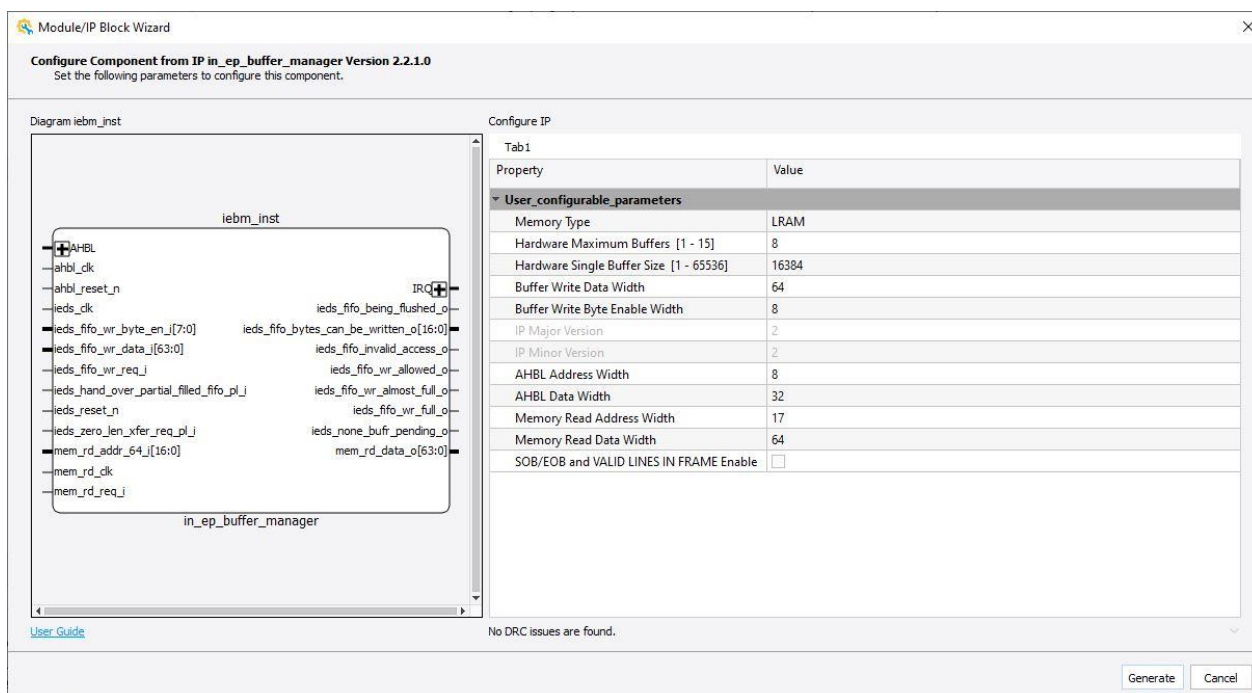 Module/IP Block Wizard
Configure Component from IP in_ep_buffer_manager Version 2.2.1.0
Set the following parameters to configure this component.
Diagram iebm_inst
iebm_inst
AHBL
ahbl_clk
ahbl_reset_n
ieds_clk
ieds_fifo_wr_byte_en_i[7:0]
ieds_fifo_wr_data_i[63:0]
ieds_fifo_wr_req_i
ieds_hand_over_partial_filled_fifo_pl_i
ieds_reset_n
ieds_zero_len_xfer_req_pl_i
mem_rd_addr_64_i[16:0]
mem_rd_clk
mem_rd_req_i
IRQ
ieds_fifo_being_flushed_o
ieds_fifo_bytes_can_be_written_o[16:0]
ieds_fifo_invalid_access_o
ieds_fifo_wr_allowed_o
ieds_fifo_wr_almost_full_o
ieds_fifo_wr_full_o
ieds_none_bufr_pending_o
mem_rd_data_o[63:0]
in_ep_buffer_manager
User Guide
Configure IP
Tab1
Property Value
User_configurable_parameters
Memory Type LRAM
Hardware Maximum Buffers [1 - 15] 8
Hardware Single Buffer Size [1 - 65536] 16384
Buffer Write Data Width 64
Buffer Write Byte Enable Width 8
IP Major Version 2
IP Minor Version 2
AHBL Address Width 8
AHBL Data Width 32
Memory Read Address Width 17
Memory Read Data Width 64
SOB/EOB and VALID LINES IN FRAME Enable
No DRC issues are found.
Generate Cancel